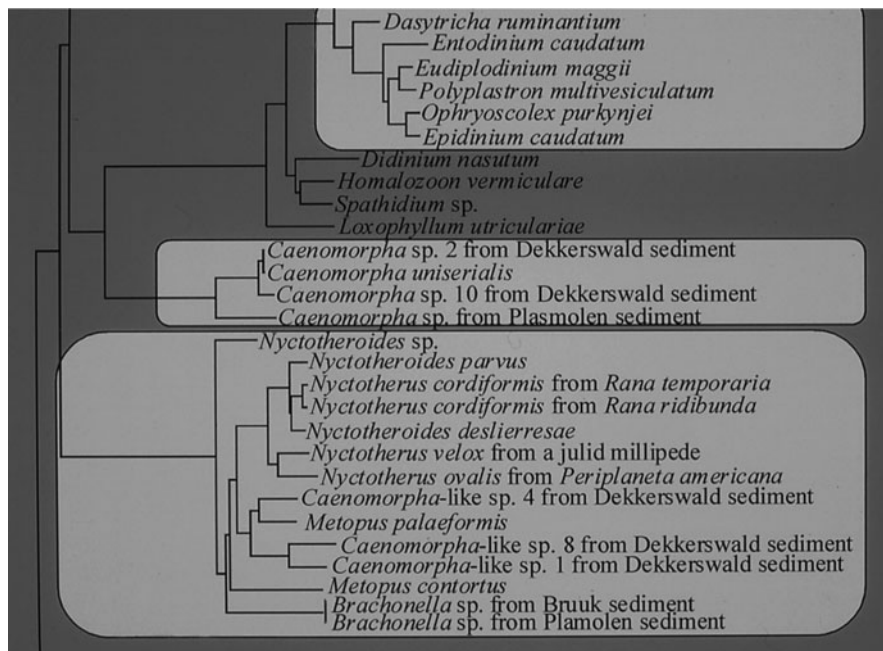 Dasytricha ruminantium
Entodinium caudatum
Eudiplodinium maggii
Polyplastron multivesiculatum
Ophryoscolex purkynjei
Epidinium caudatum
Didinium nasutum
Homalozoon vermiculare
Spathidium sp.
Loxophyllum utriculariae
Caenomorpha sp. 2 from Dekkerswald sediment
Caenomorpha uniserialis
Caenomorpha sp. 10 from Dekkerswald sediment
Caenomorpha sp. from Plasmolen sediment
Nyctotheroides sp.
Nyctotheroides parvus
Nyctotherus cordiformis from Rana temporaria
Nyctotherus cordiformis from Rana ridibunda
Nyctotheroides deslierresae
Nyctotherus velox from a julid millipede
Nyctotherus ovalis from Periplaneta americana
Caenomorpha-like sp. 4 from Dekkerswald sediment
Metopus palaeformis
Caenomorpha-like sp. 8 from Dekkerswald sediment
Caenomorpha-like sp. 1 from Dekkerswald sediment
Metopus contortus
Brachonella sp. from Bruuk sediment
Brachonella sp. from Plamolen sediment